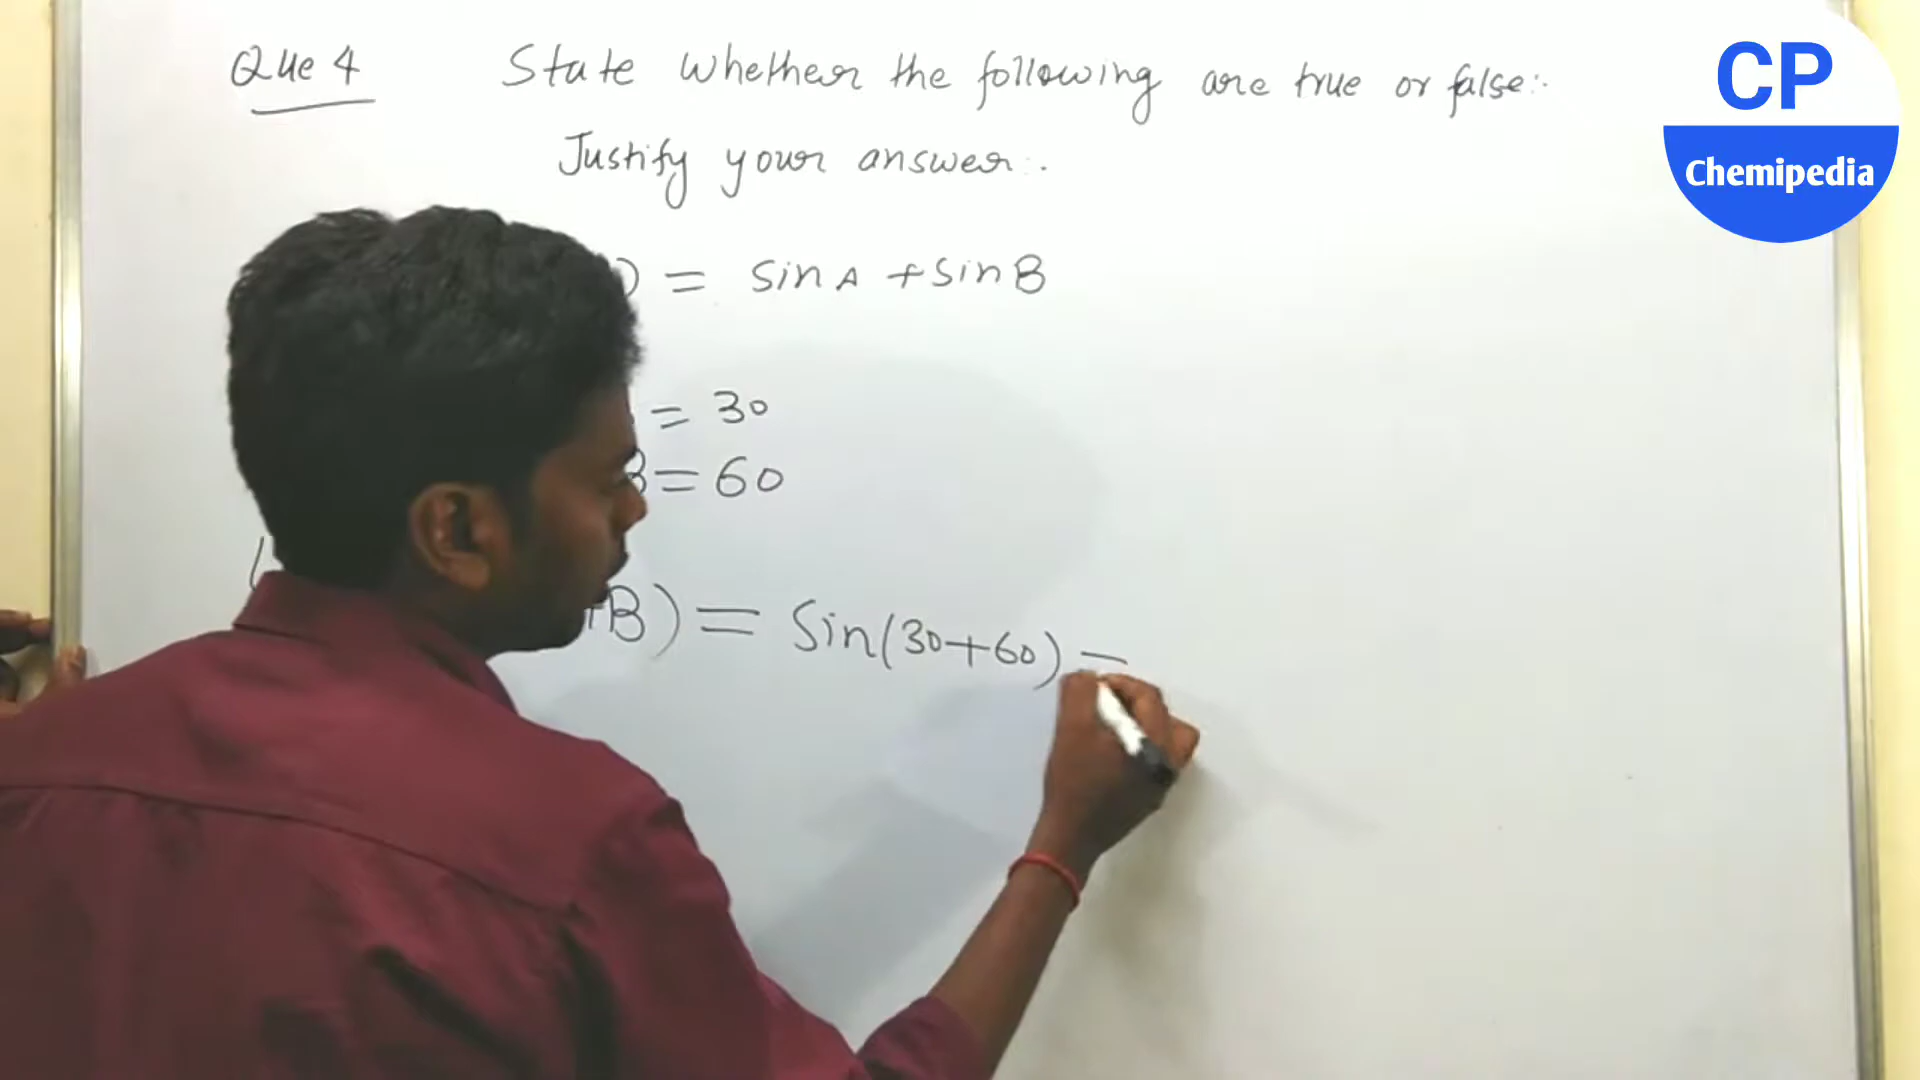 Que 4 State whether the following are true or false:-
Justify your answer:.
) = sin A + sin B
= 30
B = 60
+B) = Sin(30+60) =
CP
Chemipedia